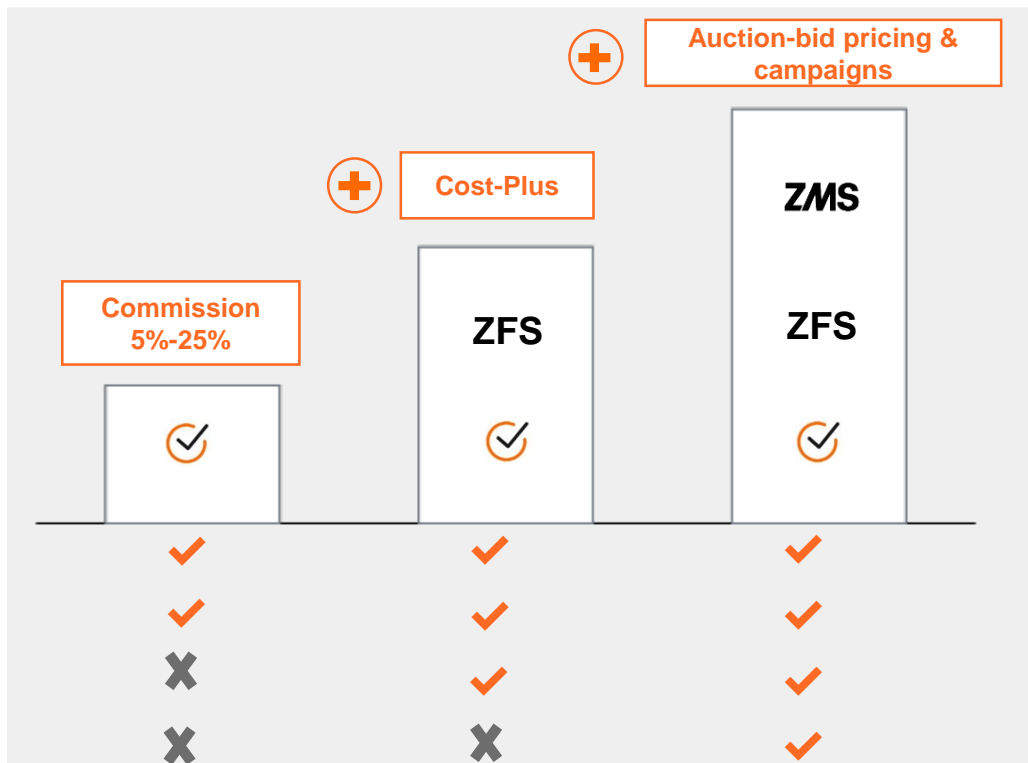 Auction-bid pricing &
campaigns
Cost-Plus
ZMS
Commission
5%-25%
ZFS
ZFS